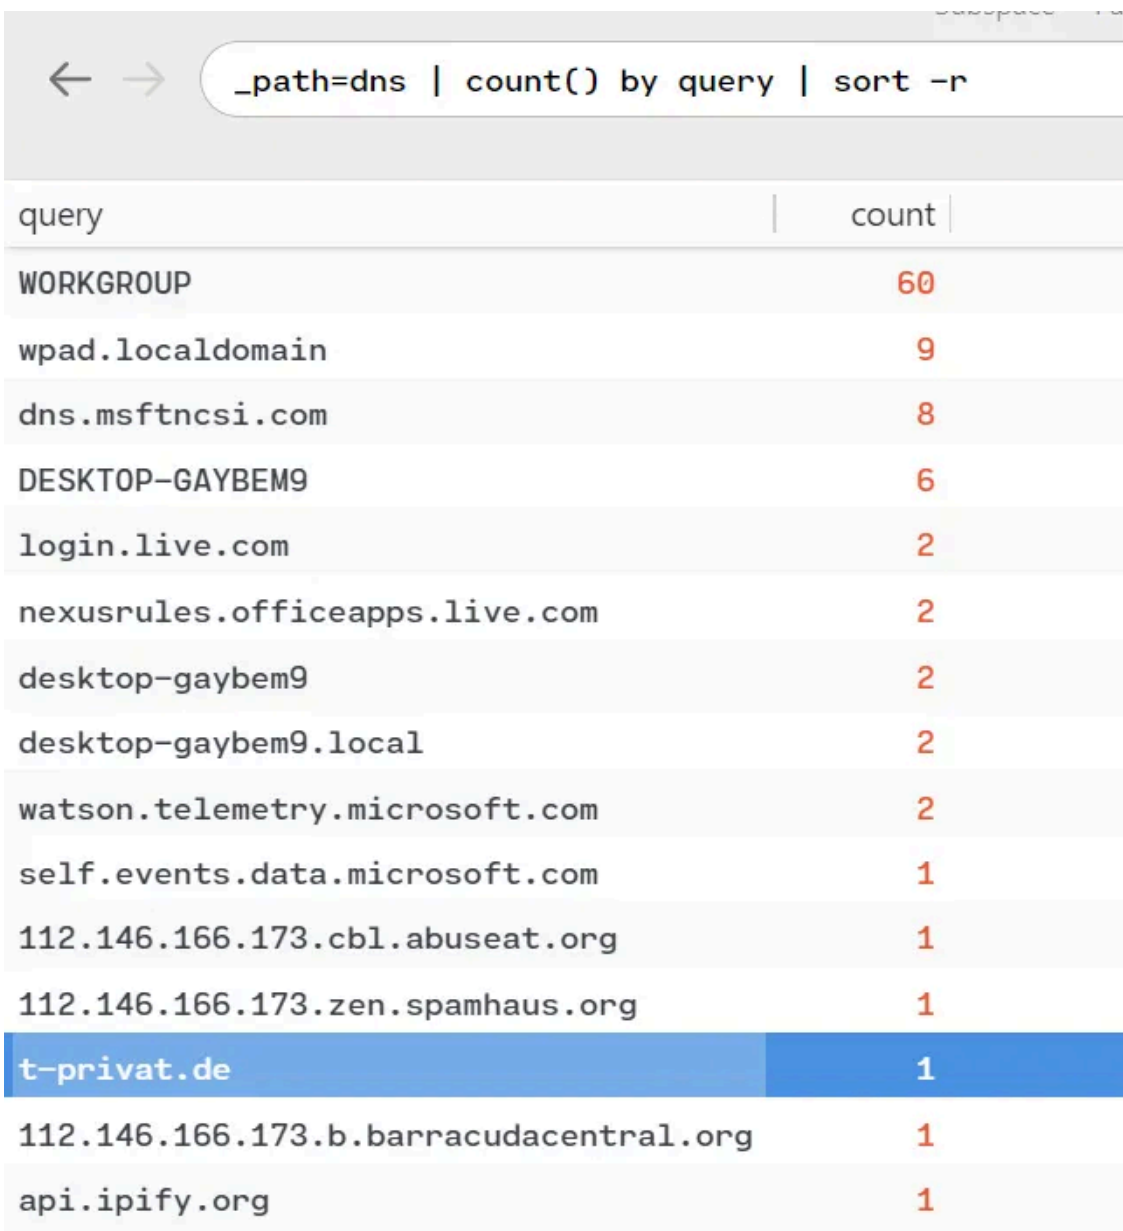 _path=dns | count() by query | sort -r
query count
WORKGROUP 60
wpad.localdomain 9
dns.msftncsi.com 8
DESKTOP-GAYBEM9 6
login.live.com 2
nexusrules.officeapps.live.com 2
desktop-gaybem9 2
desktop-gaybem9.local 2
watson.telemetry.microsoft.com 2
self.events.data.microsoft.com 1
112.146.166.173.cbl.abuseat.org 1
112.146.166.173.zen.spamhaus.org 1
t-privat.de 1
112.146.166.173.b.barracudacentral.org 1
api.ipify.org 1